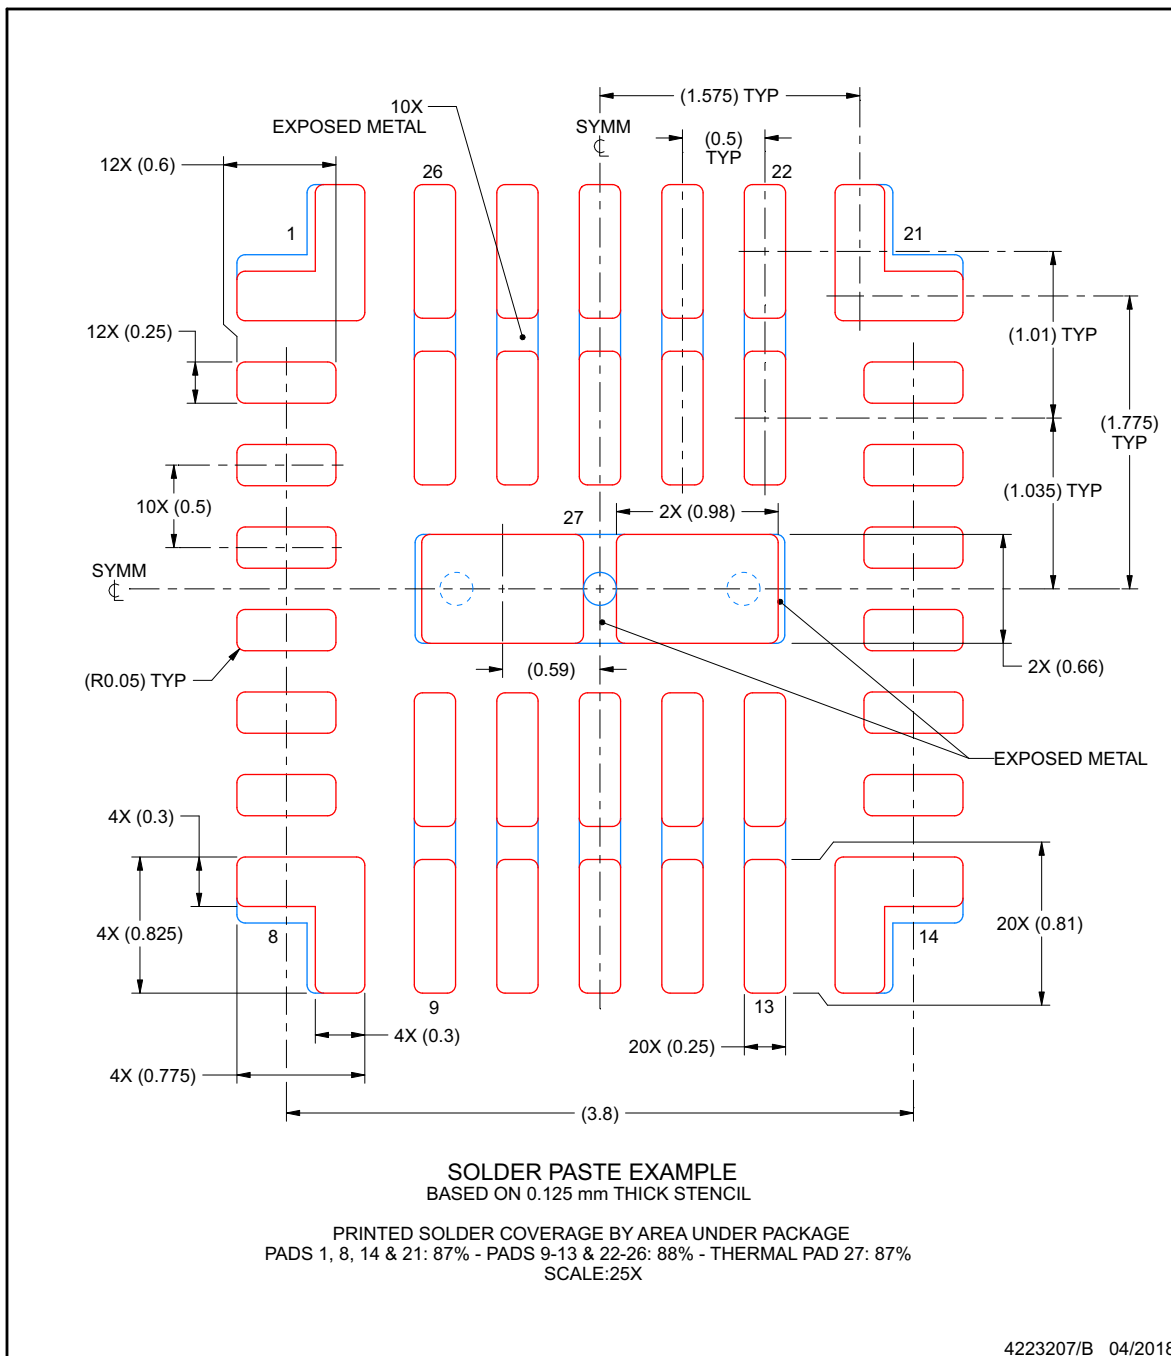 (1.575) TYP
10X
EXPOSED METAL
SYMM
℄
(0.5)
TYP
12X (0.6)
26
22
1
21
12X (0.25)
(1.01) TYP
(1.775)
TYP
10X (0.5)
(1.035) TYP
27
2X (0.98)
SYMM
℄
(R0.05) TYP
(0.59)
2X (0.66)
EXPOSED METAL
4X (0.3)
4X (0.825)
8
14
20X (0.81)
9
13
4X (0.3)
20X (0.25)
4X (0.775)
(3.8)
SOLDER PASTE EXAMPLE
BASED ON 0.125 mm THICK STENCIL
PRINTED SOLDER COVERAGE BY AREA UNDER PACKAGE
PADS 1, 8, 14 & 21: 87% - PADS 9-13 & 22-26: 88% - THERMAL PAD 27: 87%
SCALE:25X
4223207/B 04/2018